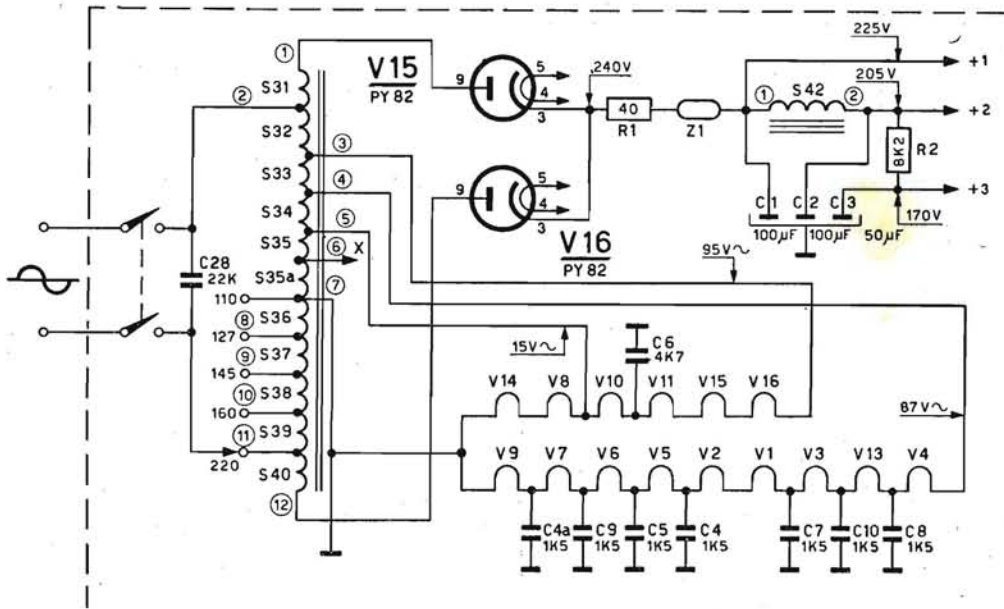 ① V15 5 225V
S31 PY 82 9 4 240V +1
② 3 205V
S32 40 ① S42 ② +2
③ R1 Z1
S33 8K2 R2
④ 5
S34 9 4 C1 C2 C3 +3
⑤ 3 100µF 100µF 50µF 170V
S35 ⑥ X V16
C28 S35a PY 82 95V~
22K ⑦
110 S36
⑧ 15V~ C6
127 S37 4K7
⑨ V14 V8 V10 V11 V15 V16
145 S38
⑩ 87V~
160 S39
⑪ V9 V7 V6 V5 V2 V1 V3 V13 V4
220 S40
⑫ C4a C9 C5 C4 C7 C10 C8
1K5 1K5 1K5 1K5 1K5 1K5 1K5